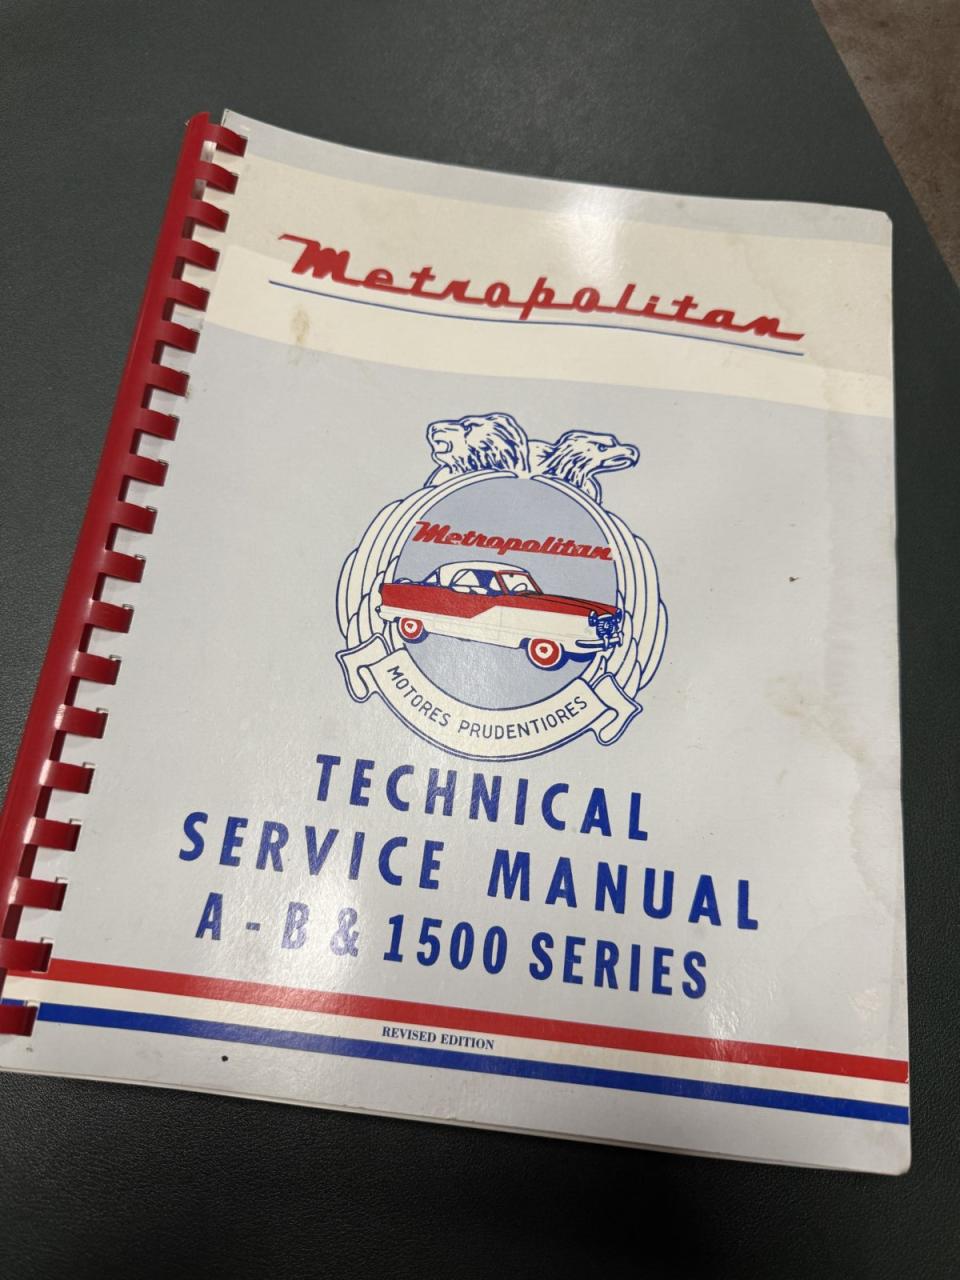 Metropolitan
Metropolitan
MOTORES PRUDENTIORES
TECHNICAL
SERVICE MANUAL
A - B & 1500 SERIES
REVISED EDITION